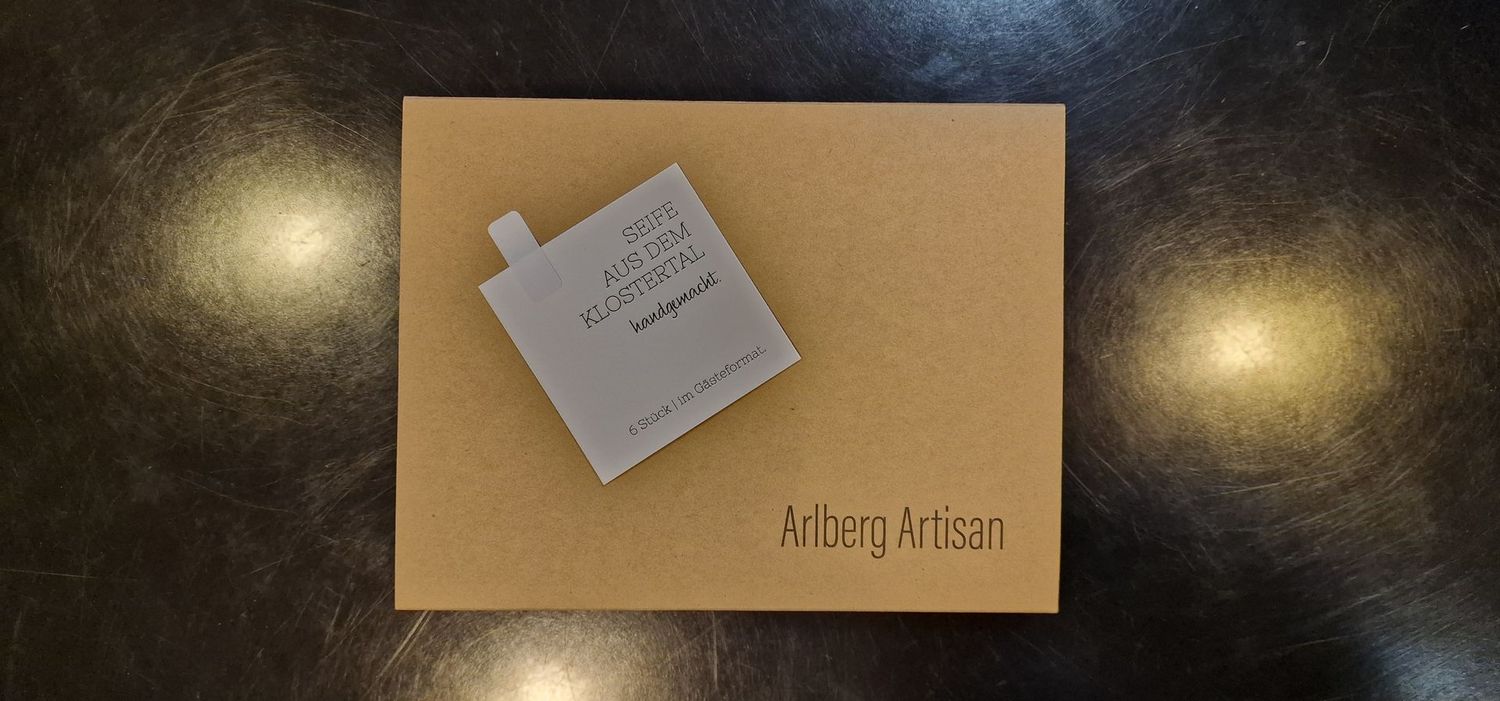 SEIFE
AUS DEM
KLOSTERTAL
handgemacht.
6 Stück | im Gästeformat.
Arlberg Artisan